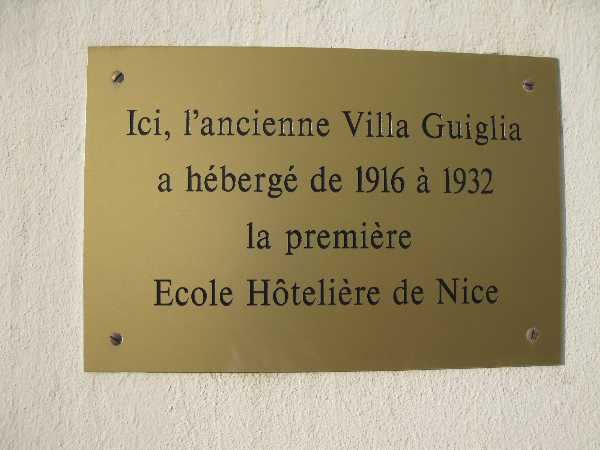 Ici, l'ancienne Villa Guiglia
a hébergé de 1916 à 1932
la première
Ecole Hôtelière de Nice